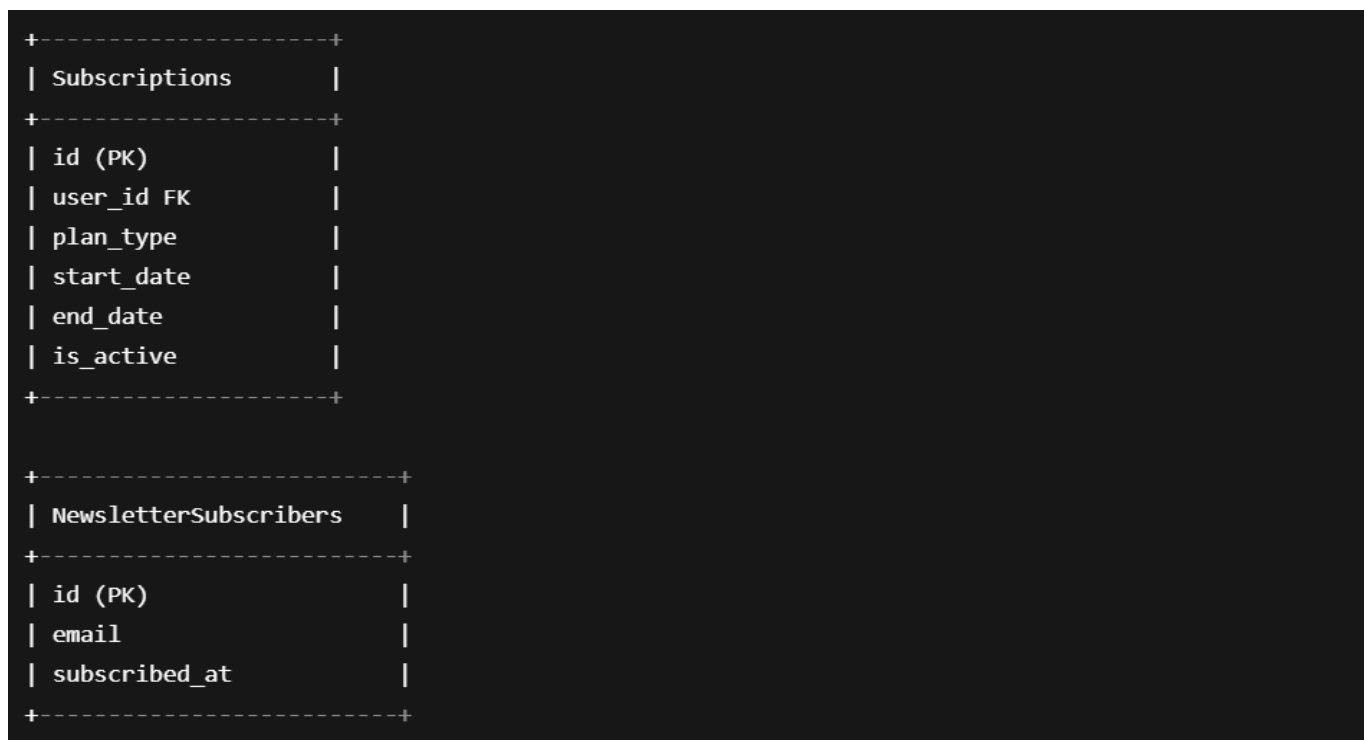 +---------------------+
| Subscriptions       |
+---------------------+
| id (PK)             |
| user_id FK          |
| plan_type           |
| start_date          |
| end_date            |
| is_active           |
+---------------------+

+--------------------------+
| NewsletterSubscribers    |
+--------------------------+
| id (PK)                  |
| email                    |
| subscribed_at            |
+--------------------------+